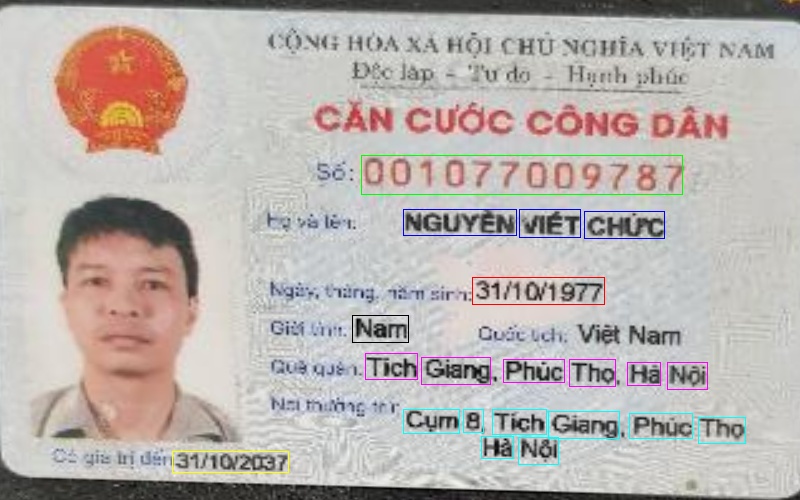 CỘNG HÒA XÃ HỘI CHỦ NGHĨA VIỆT NAM
Độc lập - Tự do - Hạnh phúc
CĂN CƯỚC CÔNG DÂN
Số: 001077009787
Họ và tên: NGUYỄN VIẾT CHỨC
Ngày, tháng, năm sinh: 31/10/1977
Giới tính: Nam Quốc tịch: Việt Nam
Quê quán: Tích Giang, Phúc Thọ, Hà Nội
Nơi thường trú: Cụm 8, Tích Giang, Phúc Thọ
Hà Nội
Có giá trị đến 31/10/2037